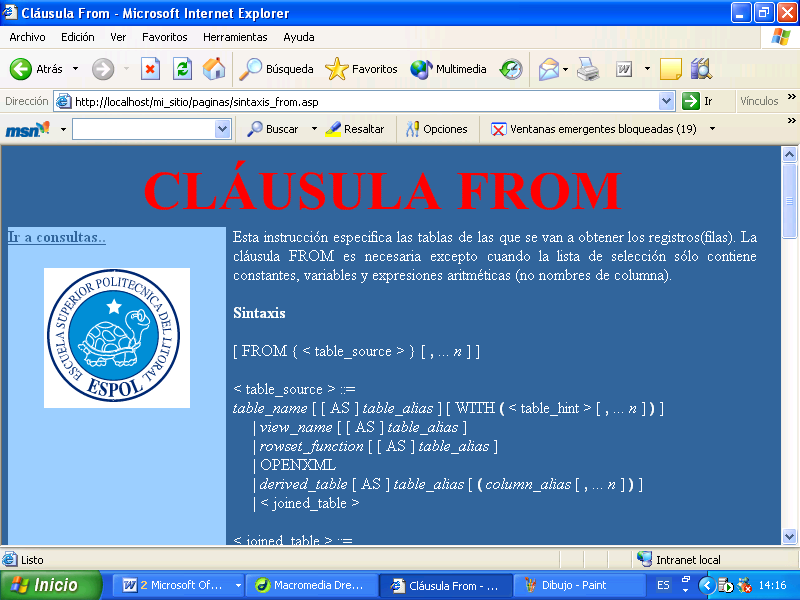 Cláusula From - Microsoft Internet Explorer
Archivo Edición Ver Favoritos Herramientas Ayuda
Atrás Búsqueda Favoritos Multimedia
Dirección http://localhost/mi_sitio/paginas/sintaxis_from.asp Ir Vínculos »
msn Buscar Resaltar Opciones Ventanas emergentes bloqueadas (19) »
CLÁUSULA FROM
Ir a consultas..
ESCUELA SUPERIOR POLITECNICA DEL LITORAL
ESPOL
Esta instrucción especifica las tablas de las que se van a obtener los registros(filas). La
cláusula FROM es necesaria excepto cuando la lista de selección sólo contiene
constantes, variables y expresiones aritméticas (no nombres de columna).
Sintaxis
[ FROM { < table_source > } [ , ... n ] ]
< table_source > ::=
table_name [ [ AS ] table_alias ] [ WITH ( < table_hint > [ , ... n ] ) ]
| view_name [ [ AS ] table_alias ]
| rowset_function [ [ AS ] table_alias ]
| OPENXML
| derived_table [ AS ] table_alias [ ( column_alias [ , ... n ] ) ]
| < joined_table >
< joined_table > ::=
Listo Intranet local
Inicio 2 Microsoft Of... Macromedia Dre... Cláusula From - ... Dibujo - Paint ES 14:16